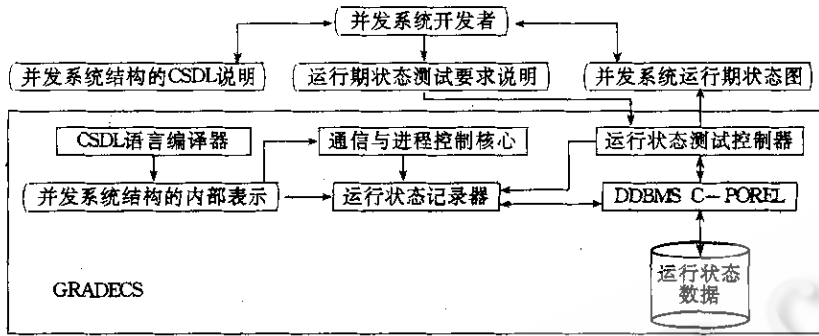 并发系统开发者
并发系统结构的CSDL说明
运行期状态测试要求说明
并发系统运行期状态图
CSDL语言编译器
通信与进程控制核心
运行状态测试控制器
并发系统结构的内部表示
运行状态记录器
DDBMS C-POREL
运行状态
数据
GRADECS